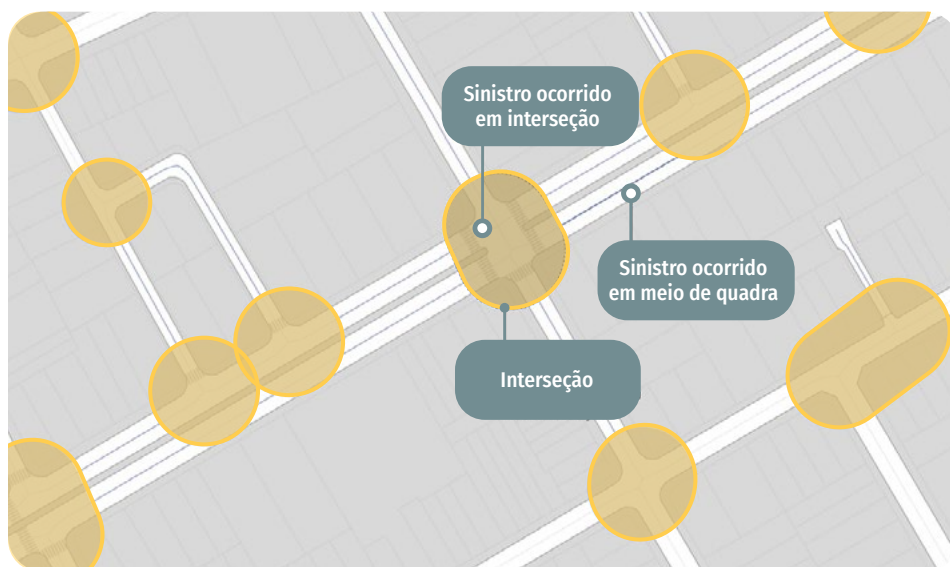 Sinistro ocorrido
em interseção
Sinistro ocorrido
em meio de quadra
Interseção